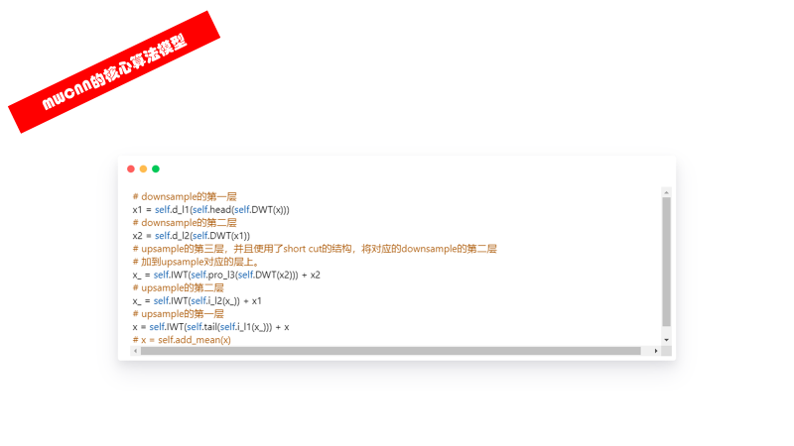 mwcnn的核心算法模型
# downsample的第一层
x1 = self.d_l1(self.head(self.DWT(x)))
# downsample的第二层
x2 = self.d_l2(self.DWT(x1))
# upsample的第三层，并且使用了short cut的结构，将对应的downsample的第二层
# 加到upsample对应的层上。
x_ = self.IWT(self.pro_l3(self.DWT(x2))) + x2
# upsample的第二层
x_ = self.IWT(self.i_l2(x_)) + x1
# upsample的第一层
x = self.IWT(self.tail(self.i_l1(x_))) + x
# x = self.add_mean(x)